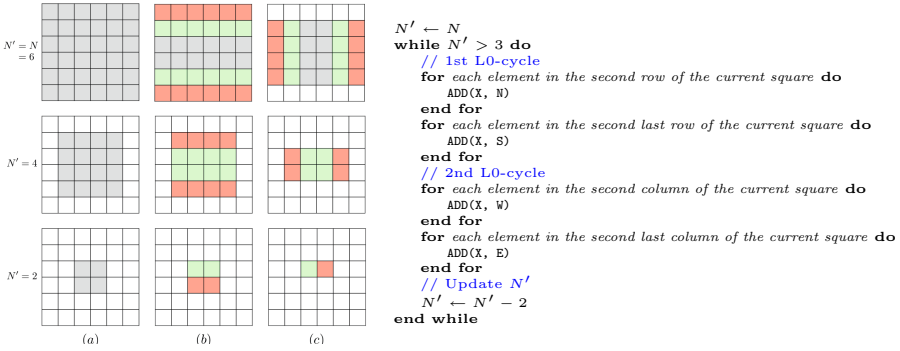 N′ = N
= 6
N′ = 4
N′ = 2
(a)
(b)
(c)
N′ ← N
while N′ > 3 do
// 1st L0-cycle
for each element in the second row of the current square do
ADD(X, N)
end for
for each element in the second last row of the current square do
ADD(X, S)
end for
// 2nd L0-cycle
for each element in the second column of the current square do
ADD(X, W)
end for
for each element in the second last column of the current square do
ADD(X, E)
end for
// Update N′
N′ ← N′ − 2
end while